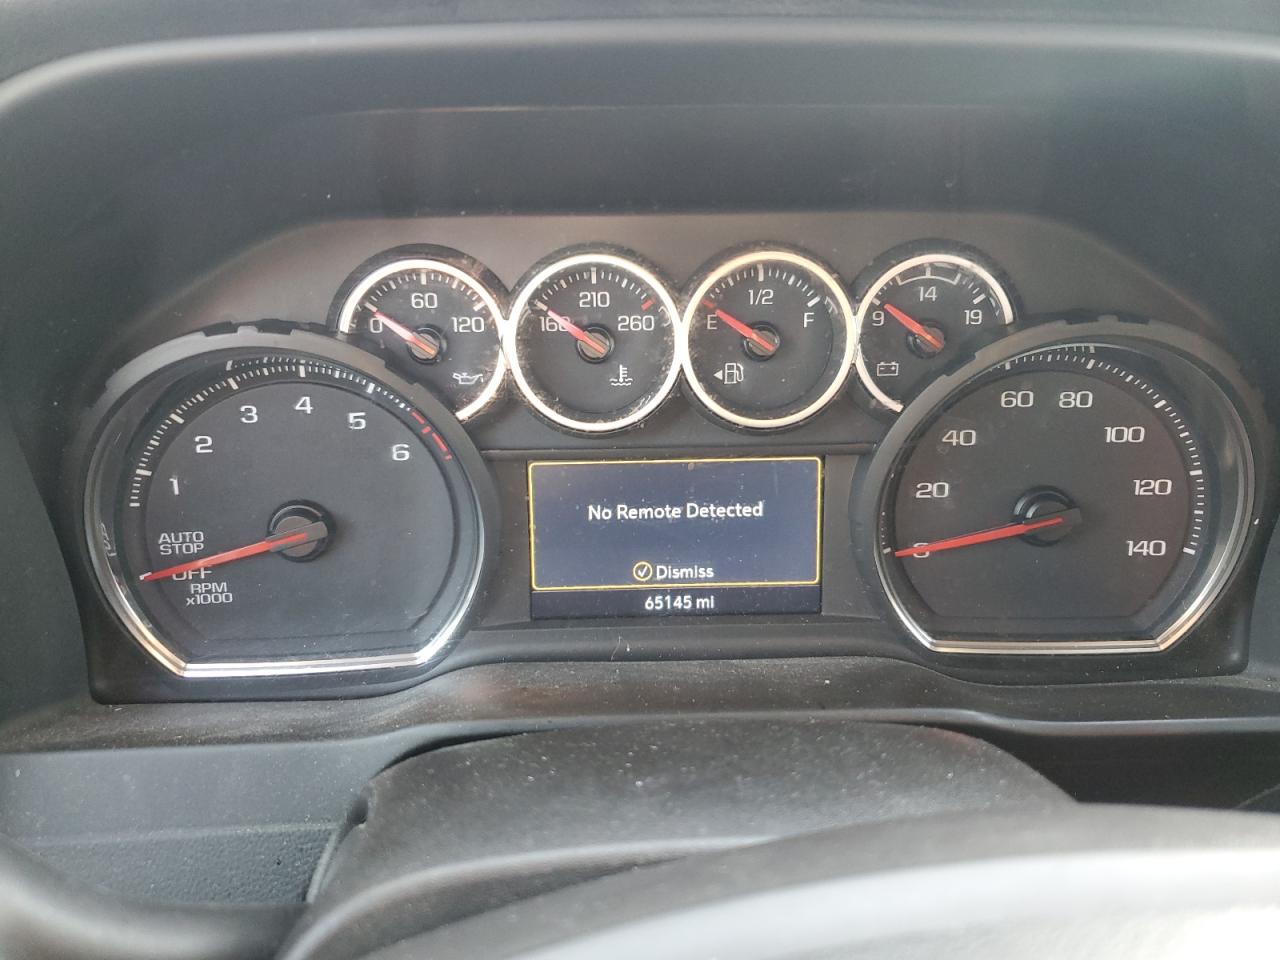 60
0 120
210
160 260
1/2
E F
14
9 19
1 2 3 4 5 6
AUTO
STOP
OFF
RPM
x1000
No Remote Detected
Dismiss
65145 mi
20 40 60 80 100 120 140